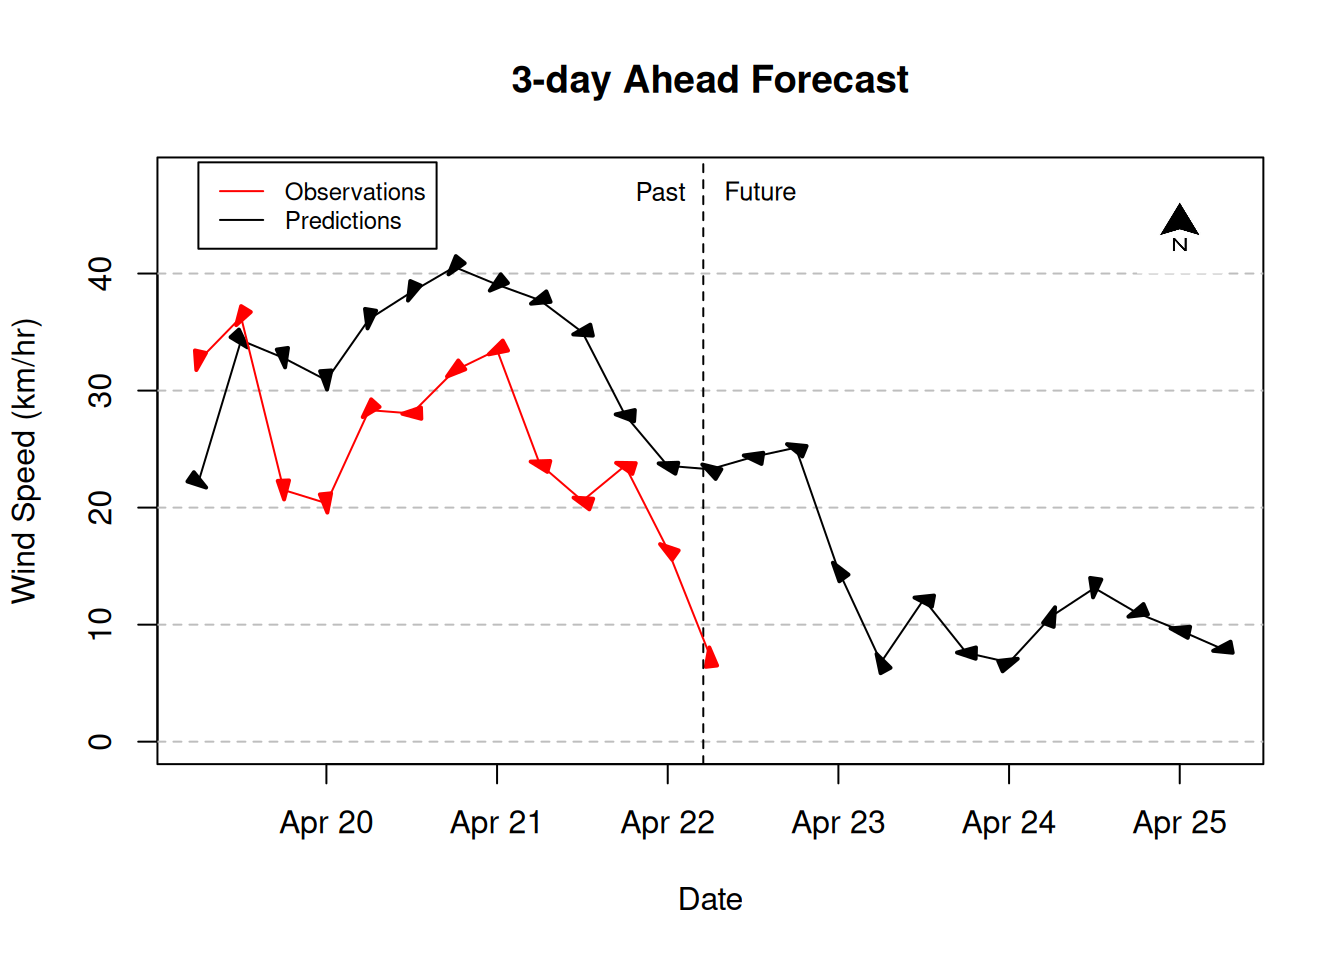 3-day Ahead Forecast
Observations
Predictions
Past
Future
N
Wind Speed (km/hr)
40
30
20
10
0
Apr 20
Apr 21
Apr 22
Apr 23
Apr 24
Apr 25
Date